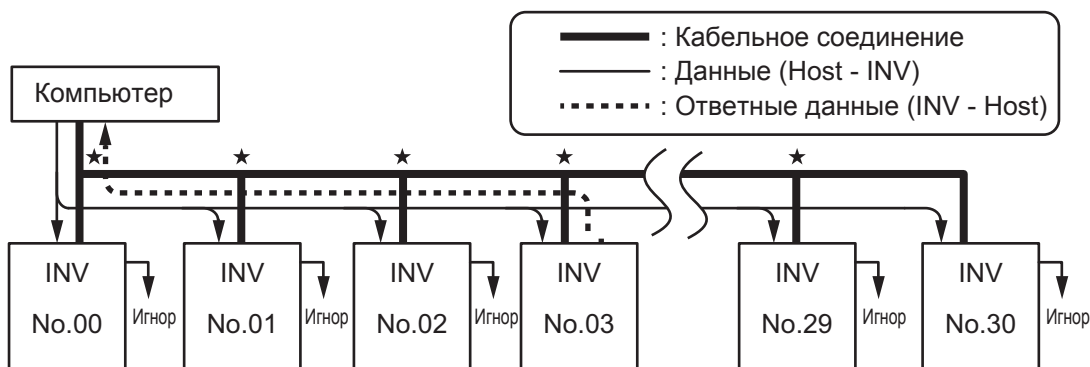 : Кабельное соединение
: Данные (Host - INV)
: Ответные данные (INV - Host)
Компьютер
INV
No.00
Игнор
INV
No.01
Игнор
INV
No.02
Игнор
INV
No.03
INV
No.29
Игнор
INV
No.30
Игнор